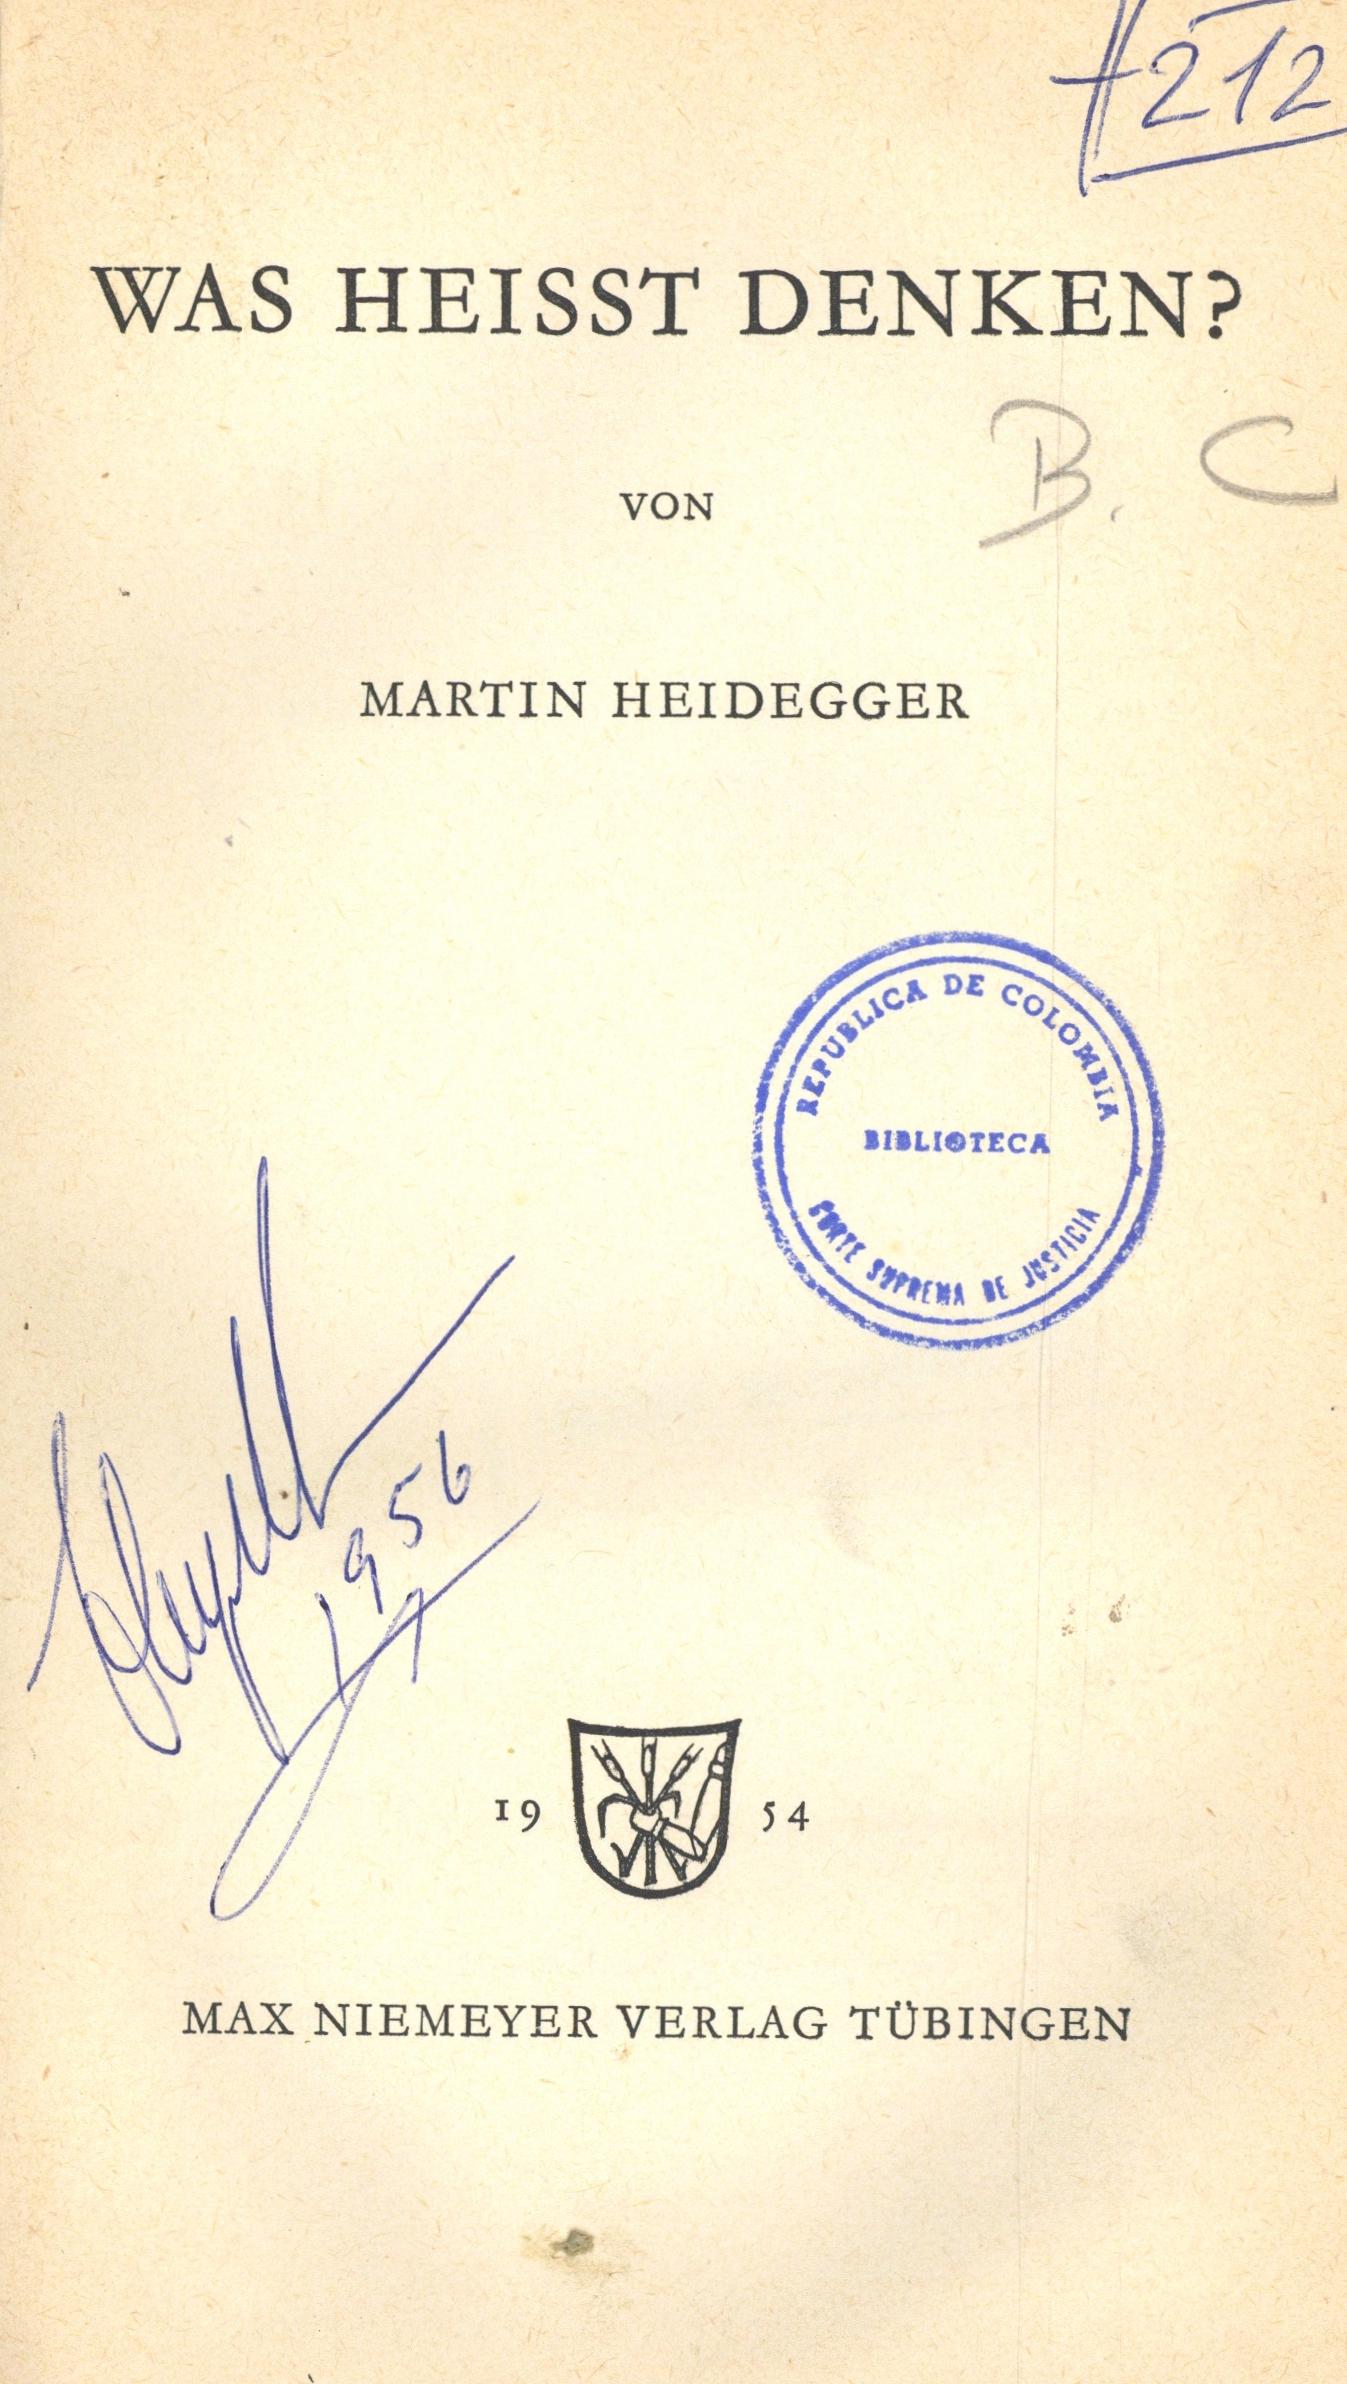 212
WAS HEISST DENKEN?
B. C
VON
MARTIN HEIDEGGER
REPUBLICA DE COLOMBIA
BIBLIOTECA
CORTE SUPREMA DE JUSTICIA
1956
19 54
MAX NIEMEYER VERLAG TÜBINGEN